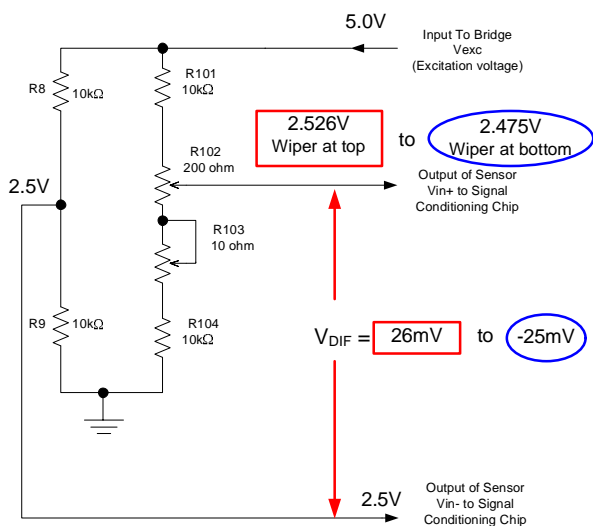 5.0V
Input To Bridge
Vexc
(Excitation voltage)
R8
10kΩ
R101
10kΩ
2.526V
Wiper at top
to
2.475V
Wiper at bottom
R102
200 ohm
2.5V
Output of Sensor
Vin+ to Signal
Conditioning Chip
R103
10 ohm
R9
10kΩ
R104
10kΩ
VDIF = 26mV to -25mV
2.5V
Output of Sensor
Vin- to Signal
Conditioning Chip